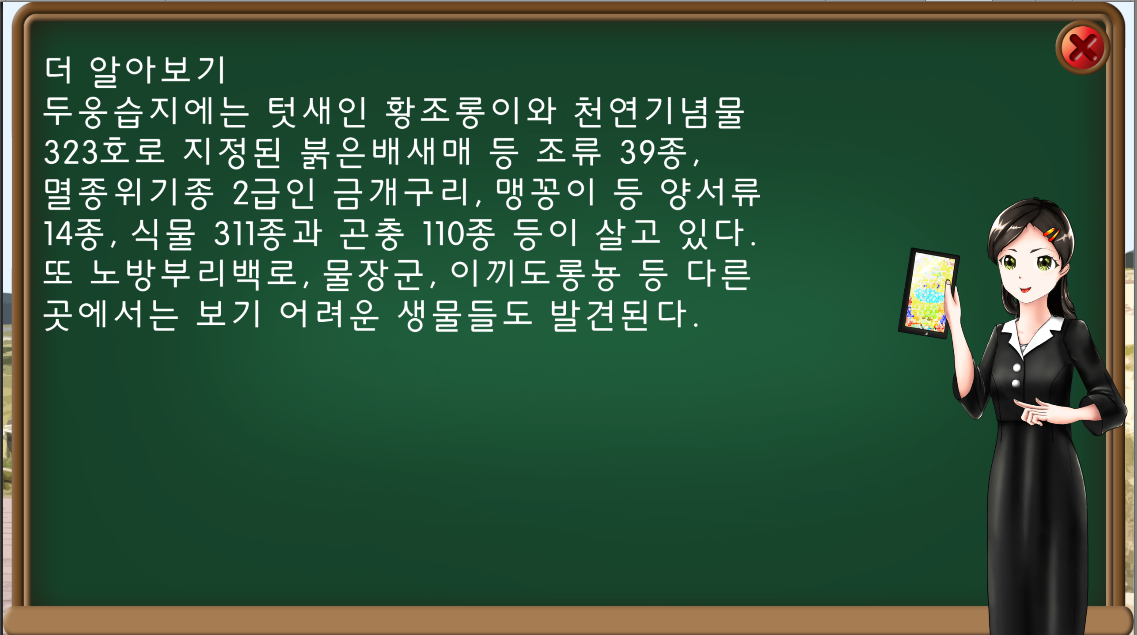 더 알아보기
두웅습지에는 텃새인 황조롱이와 천연기념물
323호로 지정된 붉은배새매 등 조류 39종,
멸종위기종 2급인 금개구리, 맹꽁이 등 양서류
14종, 식물 311종과 곤충 110종 등이 살고 있다.
또 노방부리백로, 물장군, 이끼도롱뇽 등 다른
곳에서는 보기 어려운 생물들도 발견된다.